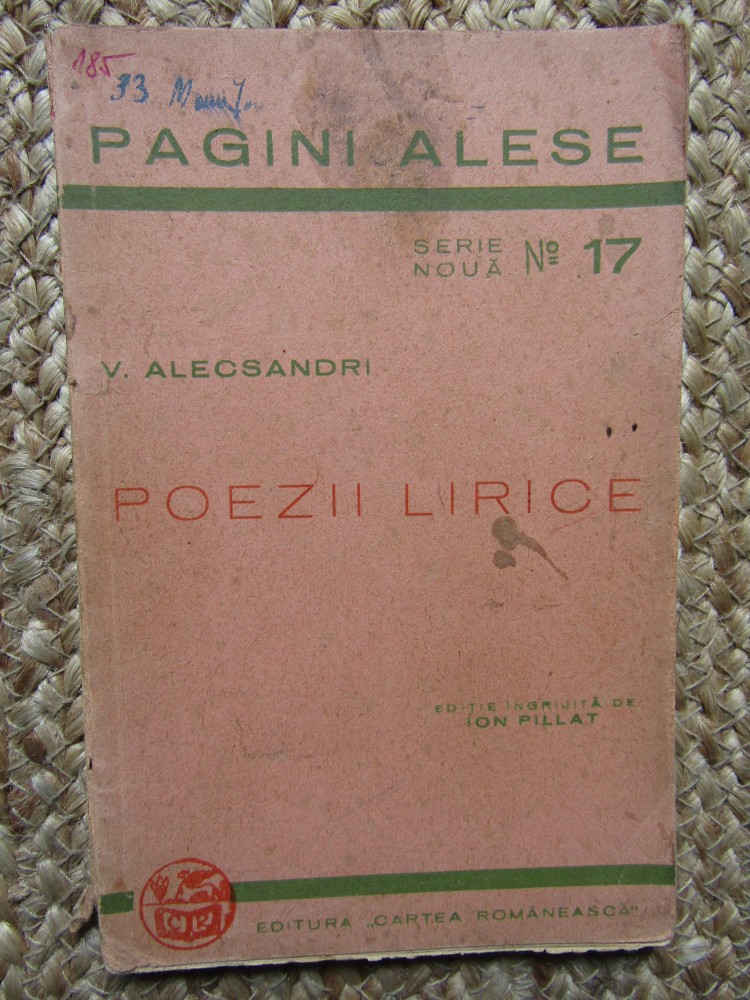 185
33
PAGINI ALESE
SERIE
NOUĂ
Nº 17
V. ALECSANDRI
POEZII LIRICE
EDIȚIE ÎNGRIJITĂ DE
ION PILLAT
EDITURA „CARTEA ROMÂNEASCĂ"